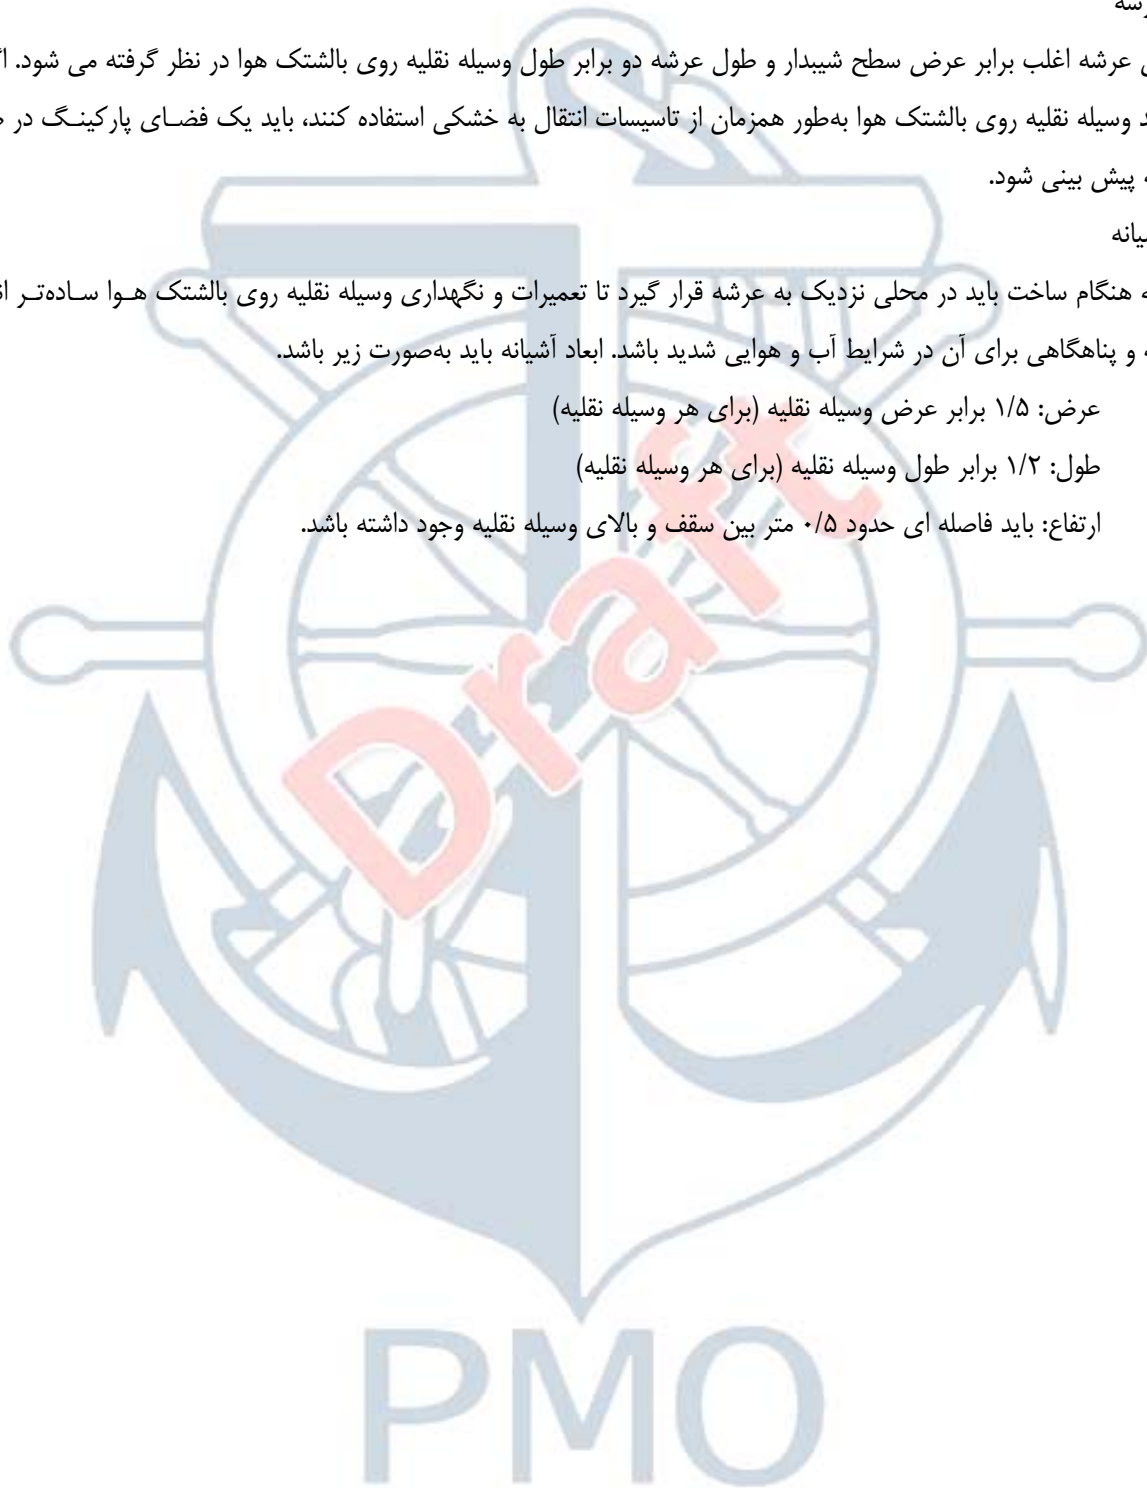 عرشه اغلب برابر عرض سطح شیبدار و طول عرشه دو برابر طول وسیله نقلیه روی بالشتک هوا در نظر گرفته می شود.
وسیله نقلیه روی بالشتک هوا به‌طور همزمان از تاسیسات انتقال به خشکی استفاده کنند، باید یک فضـای پارکینـگ در
پیش بینی شود.
هنگام ساخت باید در محلی نزدیک به عرشه قرار گیرد تا تعمیرات و نگهداری وسیله نقلیه روی بالشتک هـوا سـاده‌تـر
و پناهگاهی برای آن در شرایط آب و هوایی شدید باشد. ابعاد آشیانه باید به‌صورت زیر باشد.
عرض: ۱/۵ برابر عرض وسیله نقلیه (برای هر وسیله نقلیه)
طول: ۱/۲ برابر طول وسیله نقلیه (برای هر وسیله نقلیه)
ارتفاع: باید فاصله ای حدود ۰/۵ متر بین سقف و بالای وسیله نقلیه وجود داشته باشد.
Draft
PMO